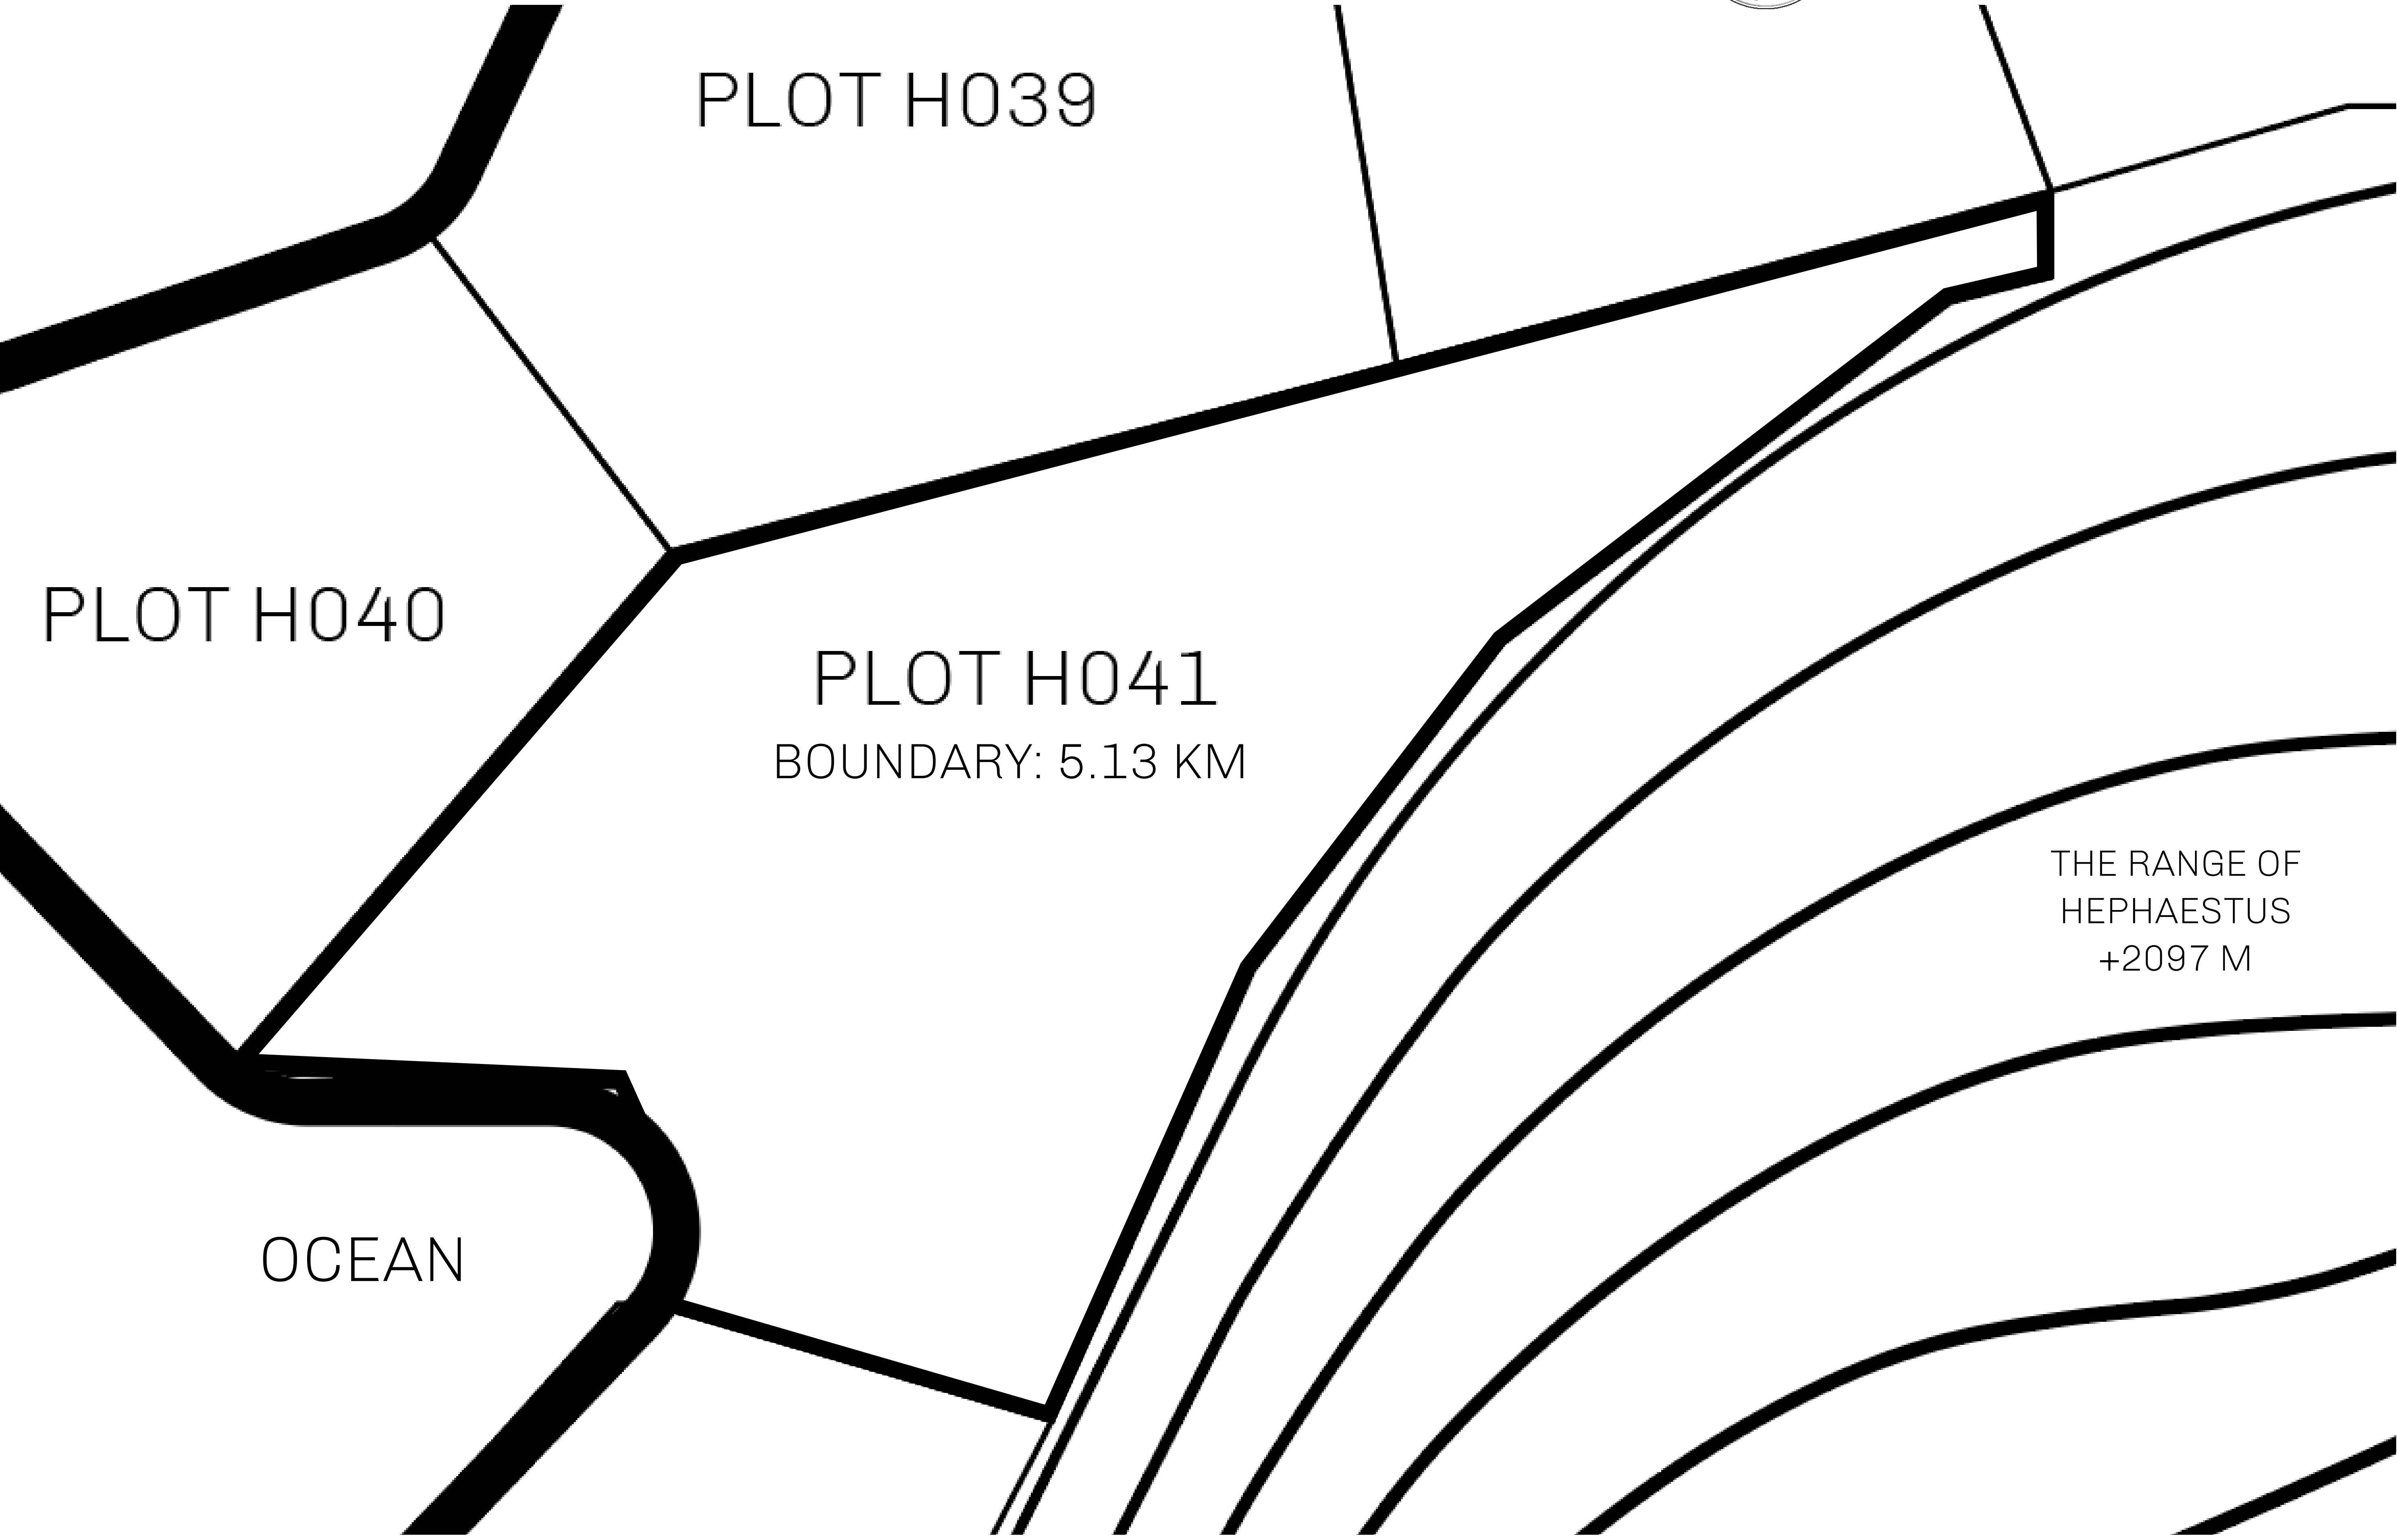 PLOT H039
PLOT H040
PLOT H041
BOUNDARY: 5.13 KM
THE RANGE OF
HEPHAESTUS
+2097 M
OCEAN